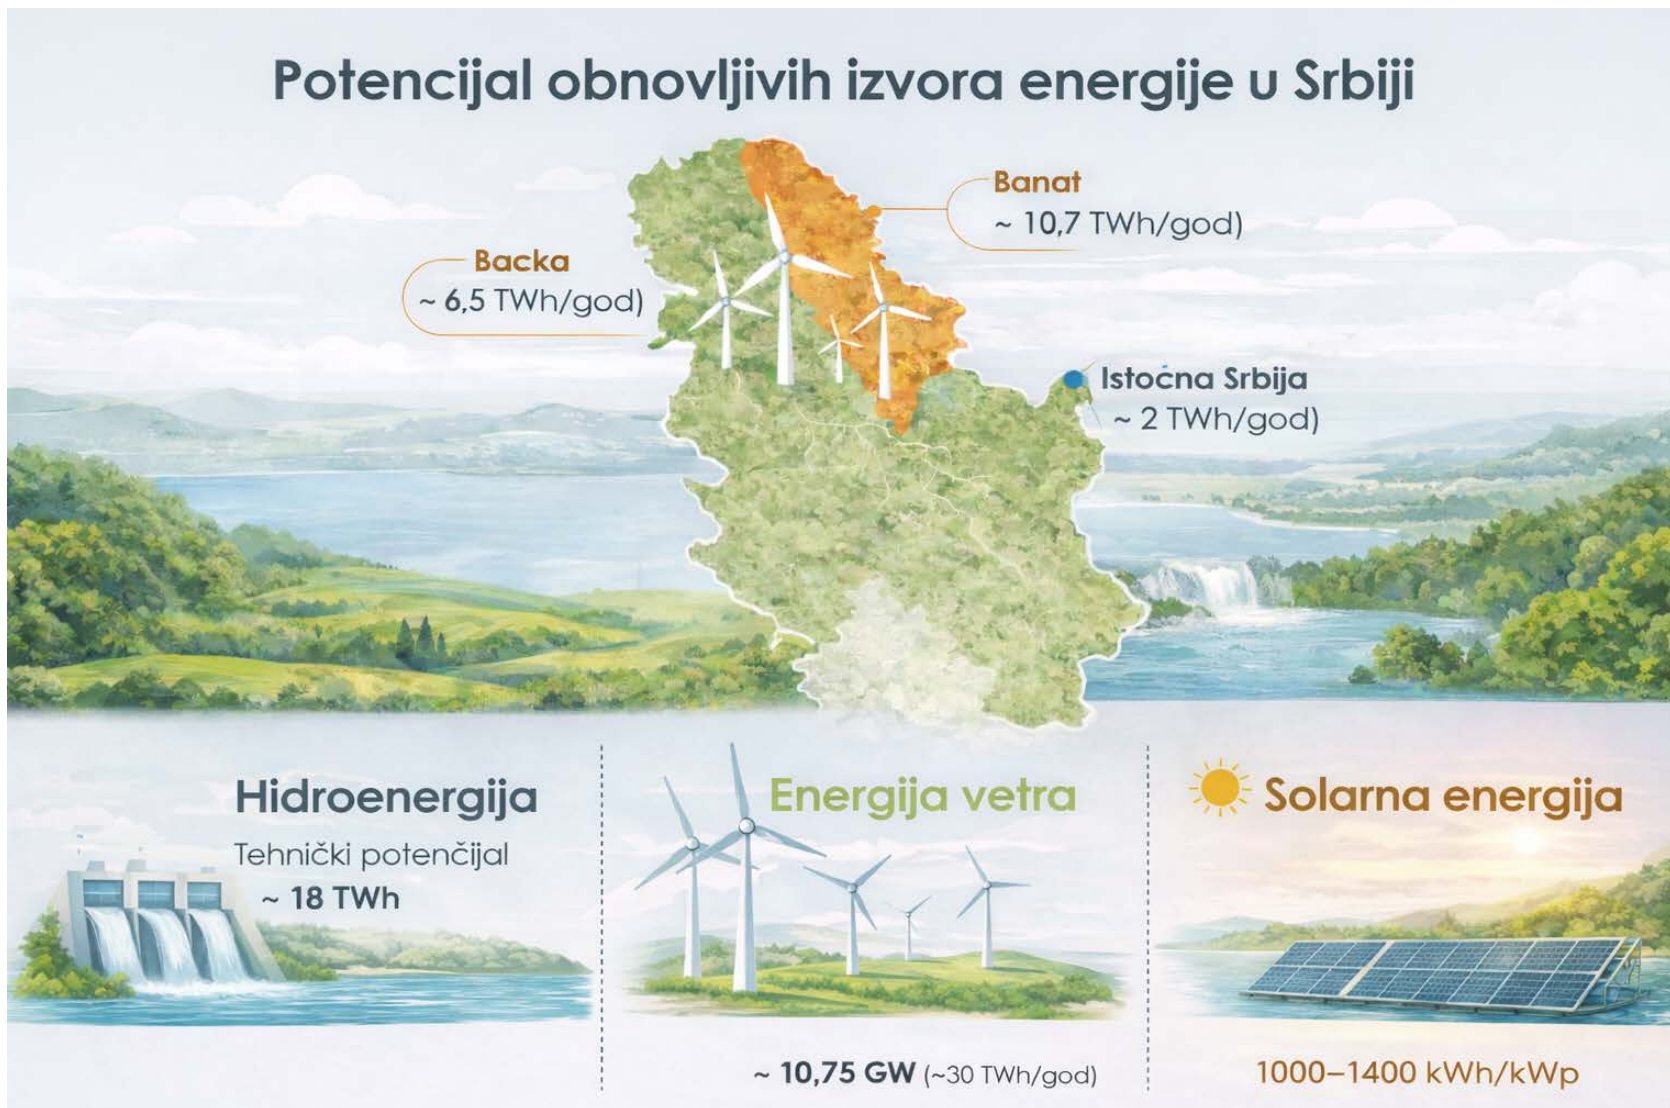 Potencijal obnovljivih izvora energije u Srbiji
Banat
~ 10,7 TWh/god)
Backa
~ 6,5 TWh/god)
Istoćna Srbija
~ 2 TWh/god)
Hidroenergija
Tehnički potenčijal
~ 18 TWh
Energija vetra
~ 10,75 GW (~30 TWh/god)
Solarna energija
1000–1400 kWh/kWp